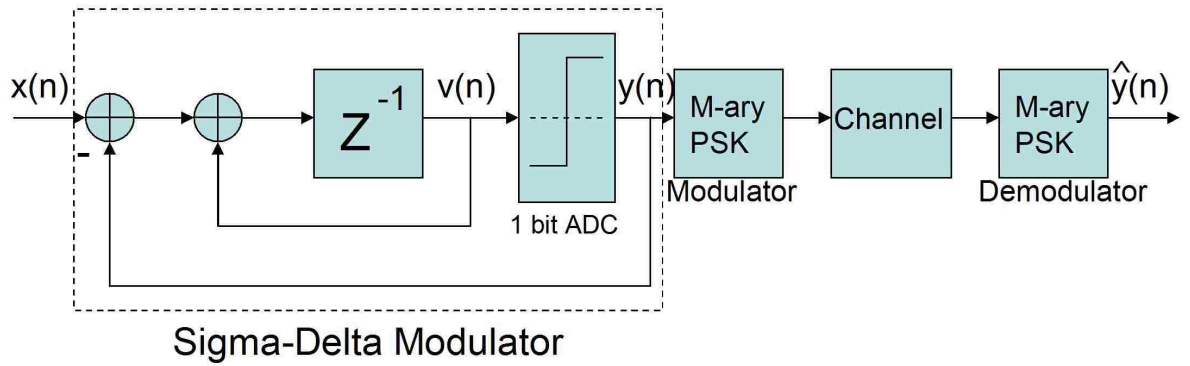 x(n)
-
Z^-1
v(n)
1 bit ADC
y(n)
M-ary
PSK
Modulator
Channel
M-ary
PSK
Demodulator
ŷ(n)
Sigma-Delta Modulator